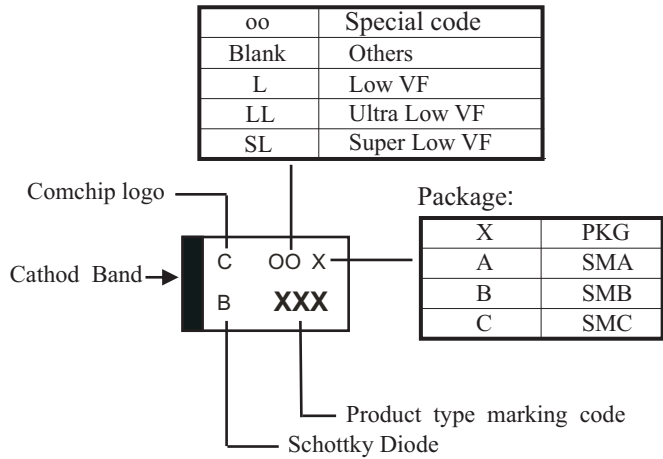 oo Special code
Blank Others
L Low VF
LL Ultra Low VF
SL Super Low VF
Comchip logo
Package:
X PKG
A SMA
B SMB
C SMC
Cathod Band
C OO X
B XXX
Product type marking code
Schottky Diode